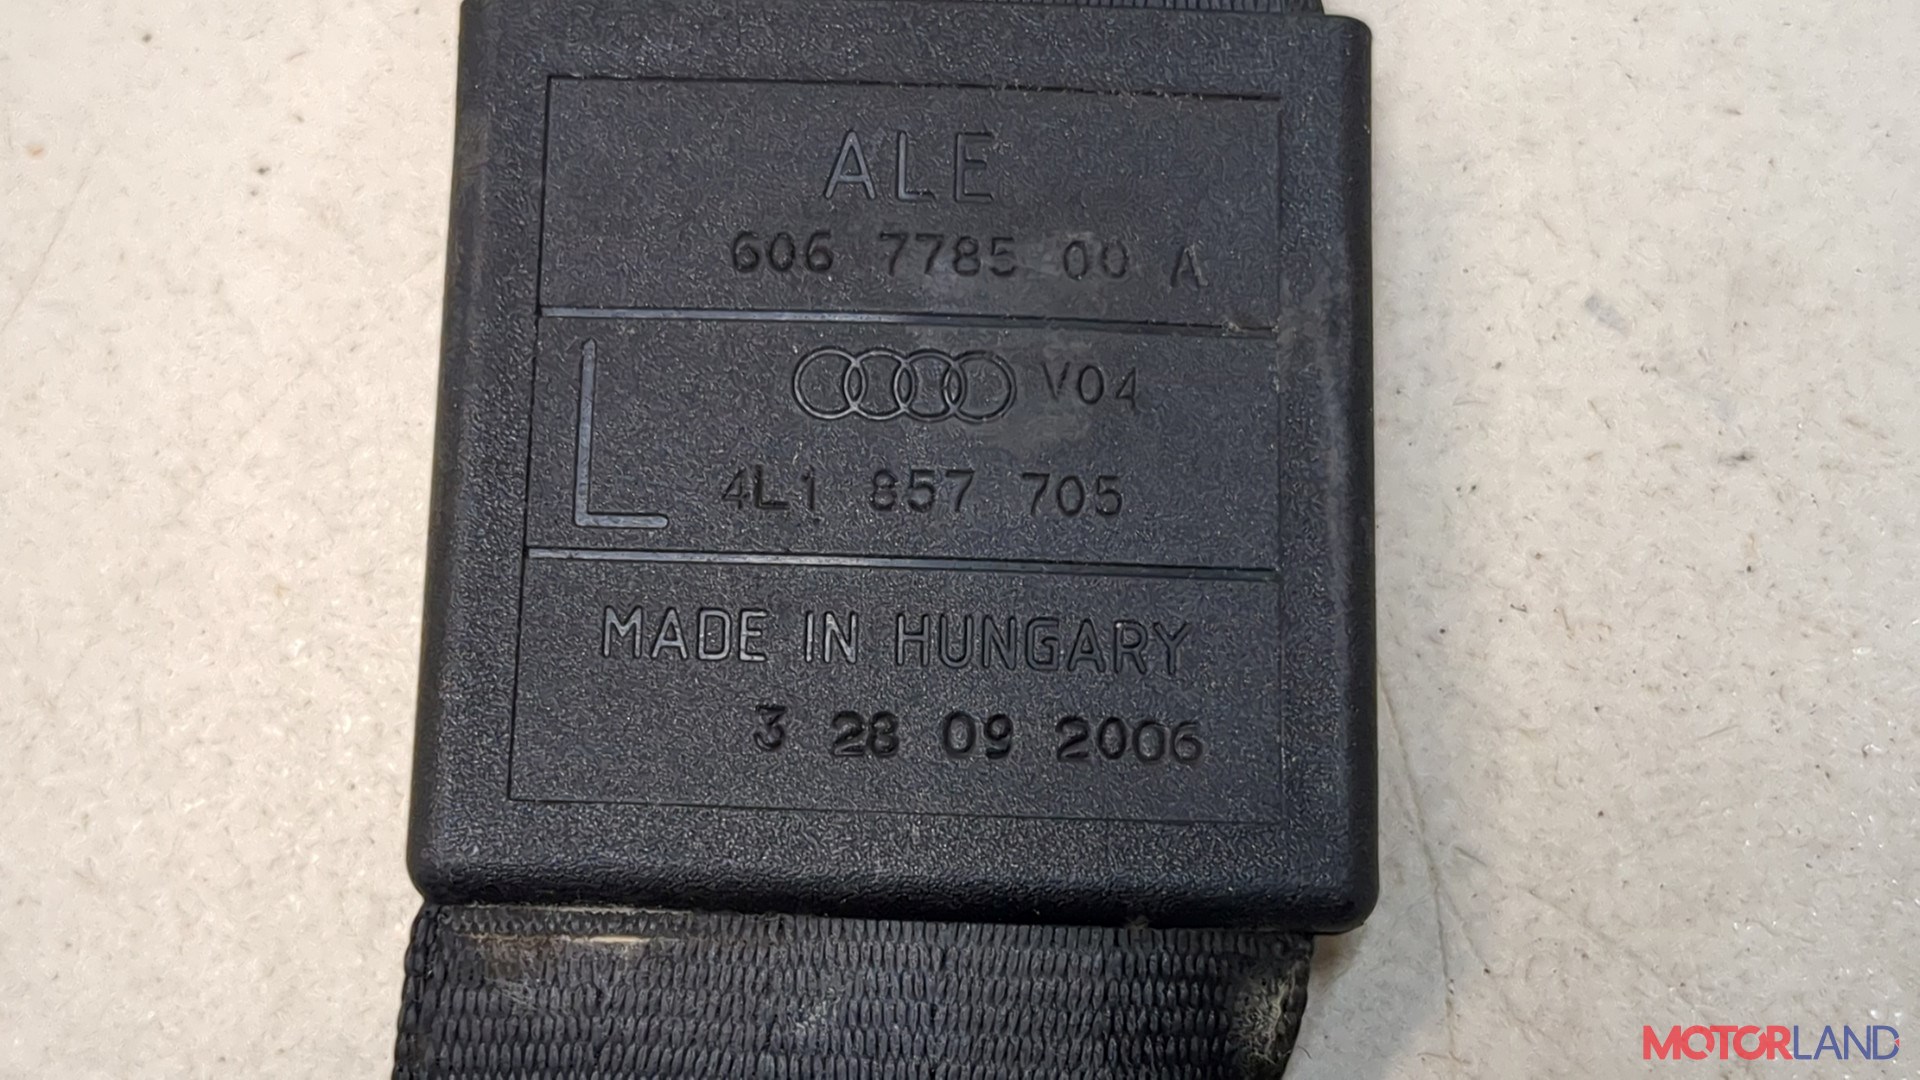 ALE
606 7785 00 A
V04
L
4L1 857 705
MADE IN HUNGARY
3 28 09 2006
MOTORLAND